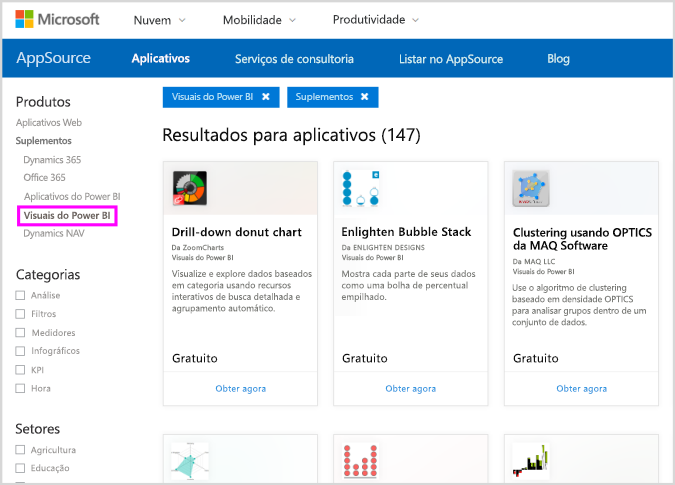 Microsoft Nuvem Mobilidade Produtividade
AppSource Aplicativos Serviços de consultoria Listar no AppSource Blog
Produtos
Aplicativos Web
Suplementos
Dynamics 365
Office 365
Aplicativos do Power BI
Visuais do Power BI
Dynamics NAV
Categorias
Análise
Filtros
Medidores
Infográficos
KPI
Hora
Setores
Agricultura
Educação
Visuais do Power BI Suplementos
Resultados para aplicativos (147)
Drill-down donut chart
Da ZoomCharts
Visuais do Power BI
Visualize e explore dados baseados
em categoria usando recursos
interativos de busca detalhada e
agrupamento automático.
Gratuito
Obter agora
Enlighten Bubble Stack
Da ENLIGHTEN DESIGNS
Visuais do Power BI
Mostra cada parte de seus dados
como uma bolha de percentual
empilhado.
Gratuito
Obter agora
Clustering usando OPTICS
da MAQ Software
Da MAQ LLC
Visuais do Power BI
Use o algoritmo de clustering
baseado em densidade OPTICS
para analisar grupos dentro de um
conjunto de dados.
Gratuito
Obter agora